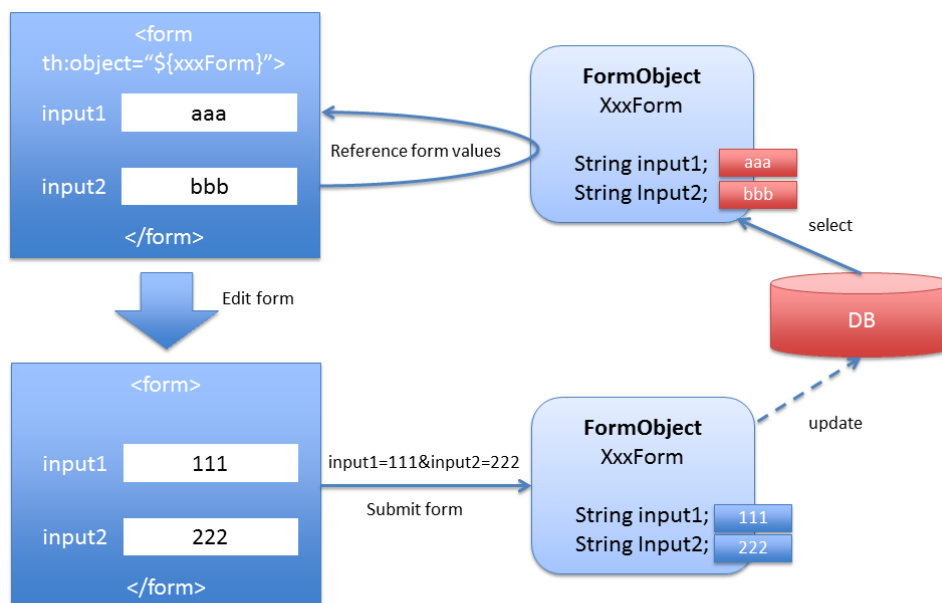 <form
th:object=“${xxxForm}”>
input1
aaa
input2
bbb
</form>
Reference form values
FormObject
XxxForm
String input1;
aaa
String Input2;
bbb
select
DB
Edit form
<form>
input1
111
input2
222
</form>
input1=111&input2=222
Submit form
FormObject
XxxForm
String input1;
111
String Input2;
222
update